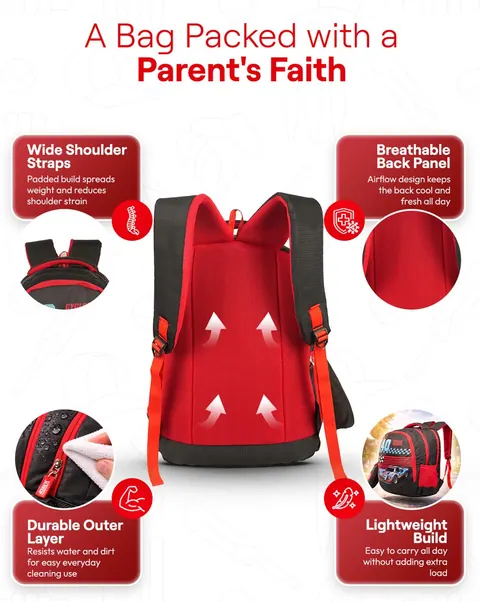 A Bag Packed with a
Parent's Faith
Wide Shoulder
Straps
Padded build spreads
weight and reduces
shoulder strain
Breathable
Back Panel
Airflow design keeps
the back cool and
fresh all day
Durable Outer
Layer
Resists water and dirt
for easy everyday
cleaning use
Lightweight
Build
Easy to carry all day
without adding extra
load